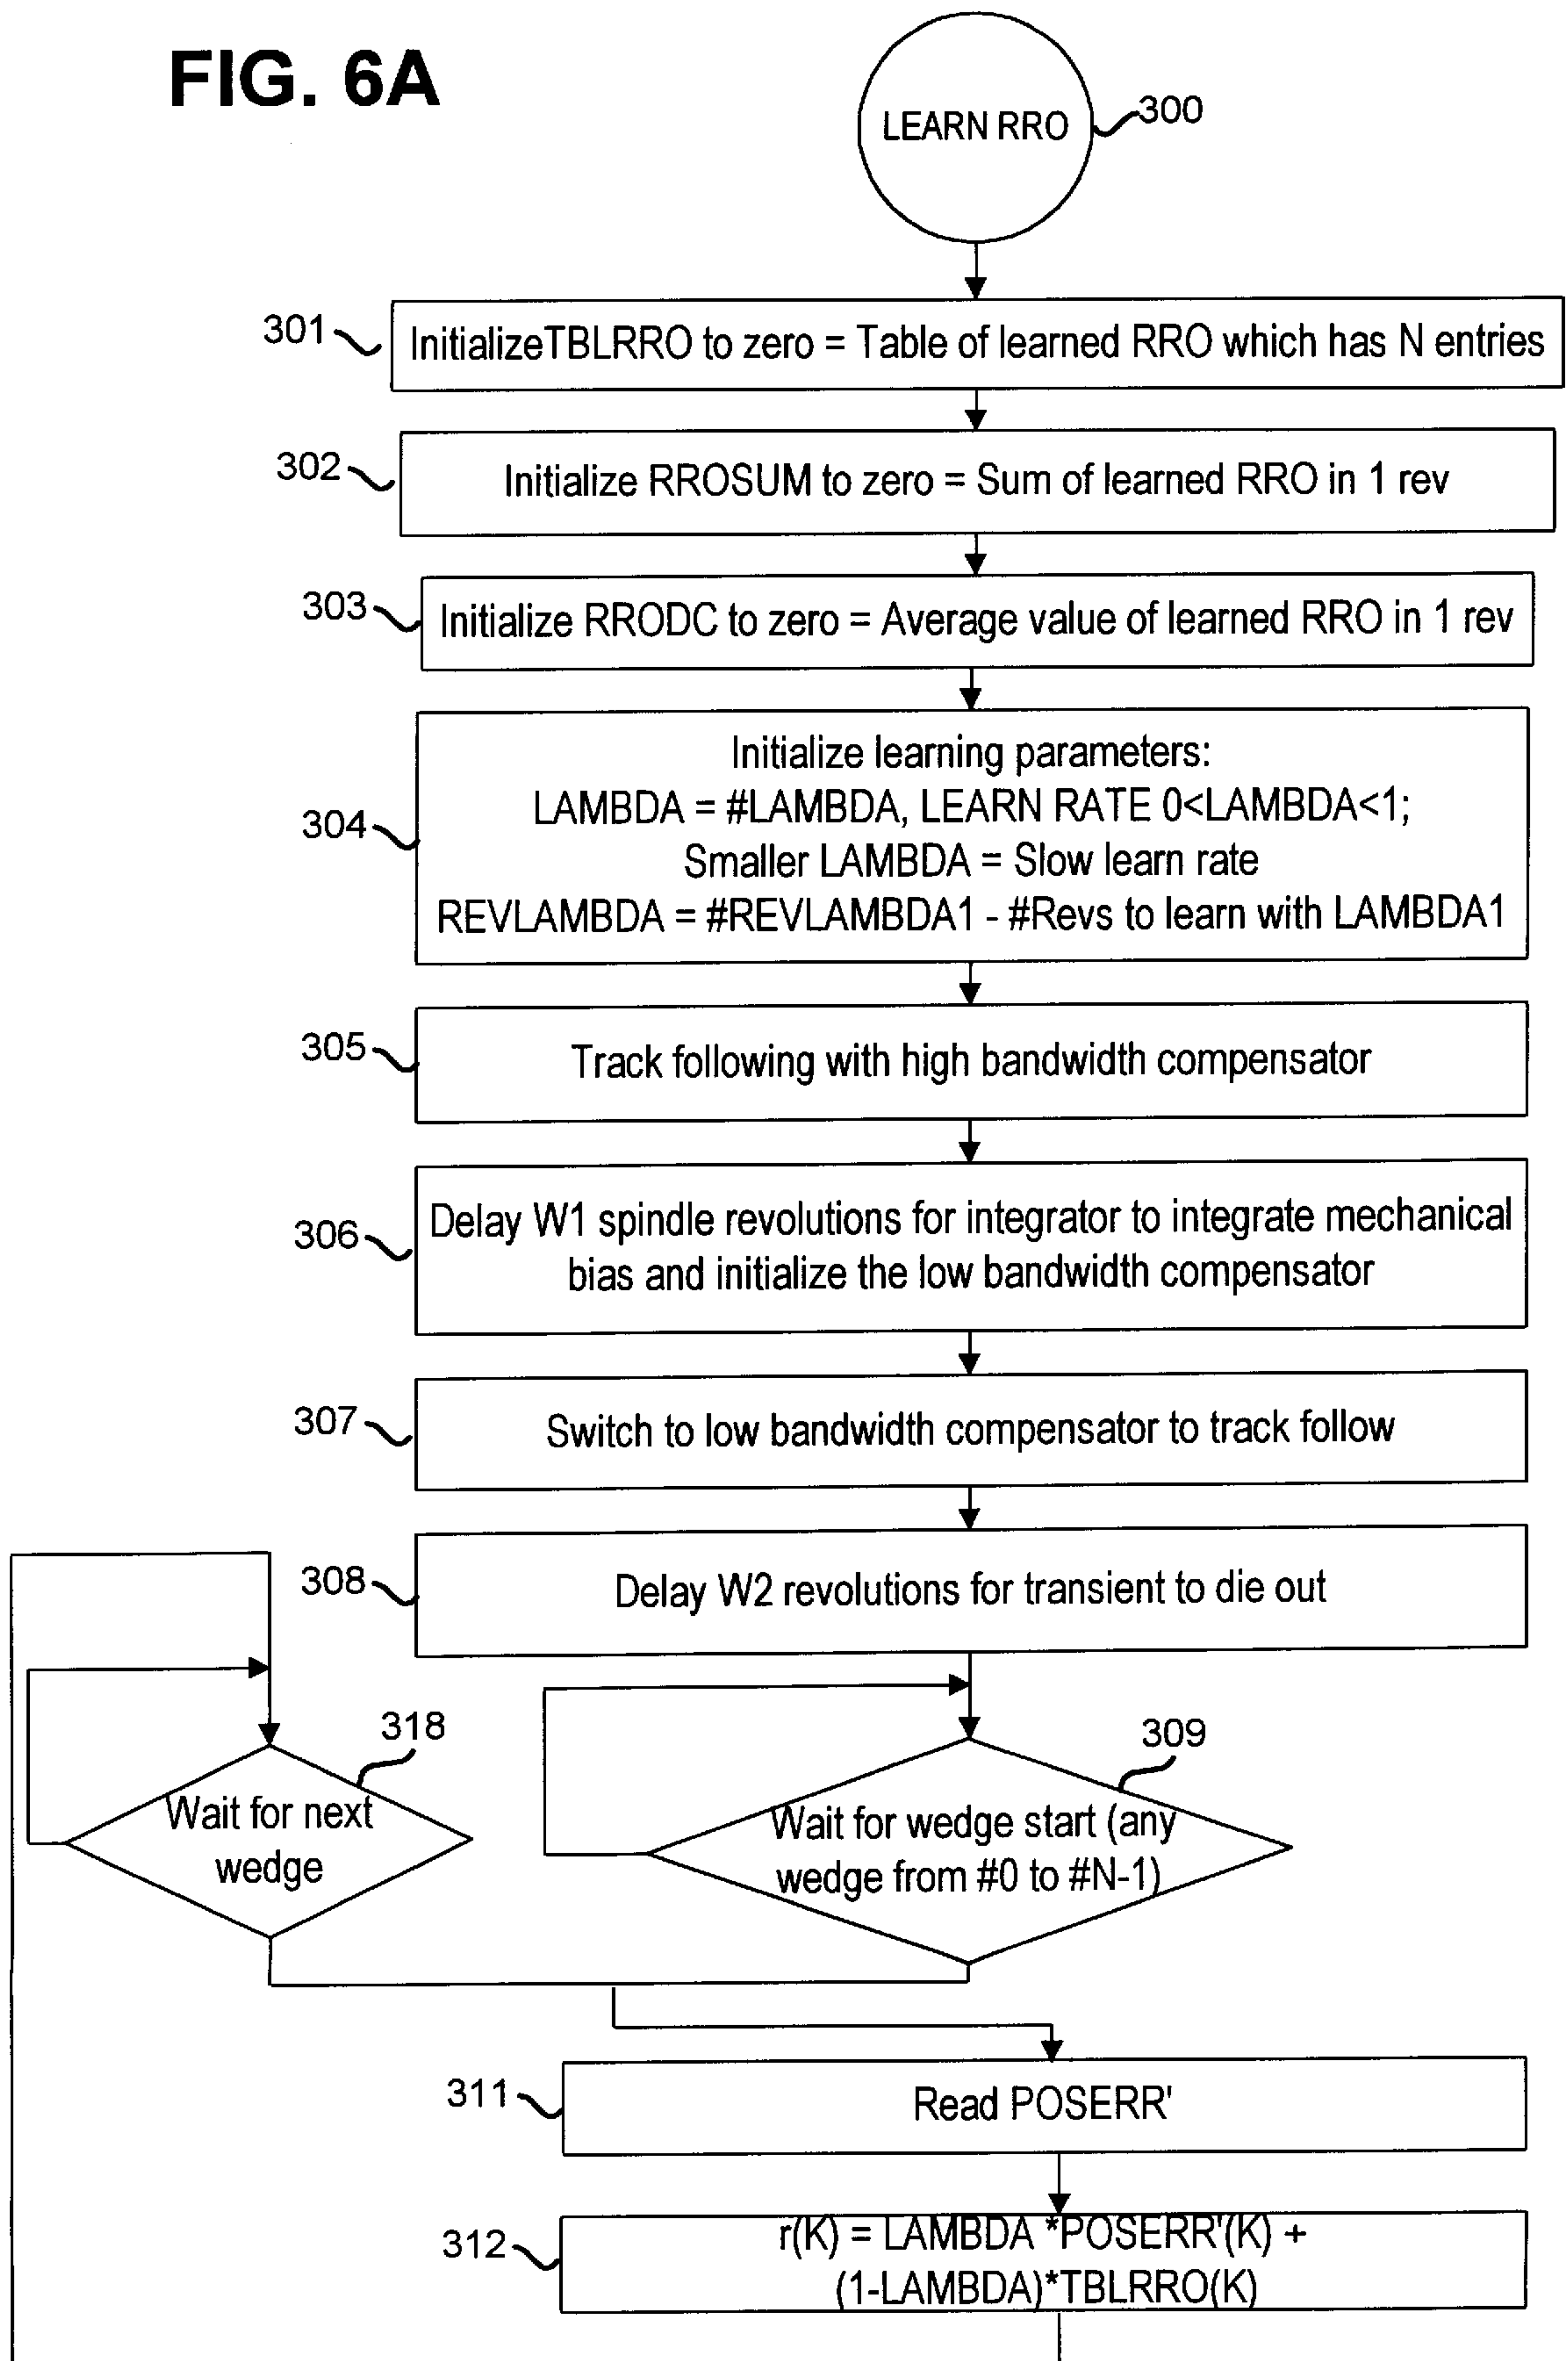 FIG. 6A
LEARN RRO
300
301
InitializeTBLRRO to zero = Table of learned RRO which has N entries
302
Initialize RROSUM to zero = Sum of learned RRO in 1 rev
303
Initialize RRODC to zero = Average value of learned RRO in 1 rev
304
Initialize learning parameters:
LAMBDA = #LAMBDA, LEARN RATE 0<LAMBDA<1;
Smaller LAMBDA = Slow learn rate
REVLAMBDA = #REVLAMBDA1 - #Revs to learn with LAMBDA1
305
Track following with high bandwidth compensator
306
Delay W1 spindle revolutions for integrator to integrate mechanical
bias and initialize the low bandwidth compensator
307
Switch to low bandwidth compensator to track follow
308
Delay W2 revolutions for transient to die out
318
Wait for next
wedge
309
Wait for wedge start (any
wedge from #0 to #N-1)
311
Read POSERR'
312
r(K) = LAMBDA *POSERR'(K) +
(1-LAMBDA)*TBLRRO(K)